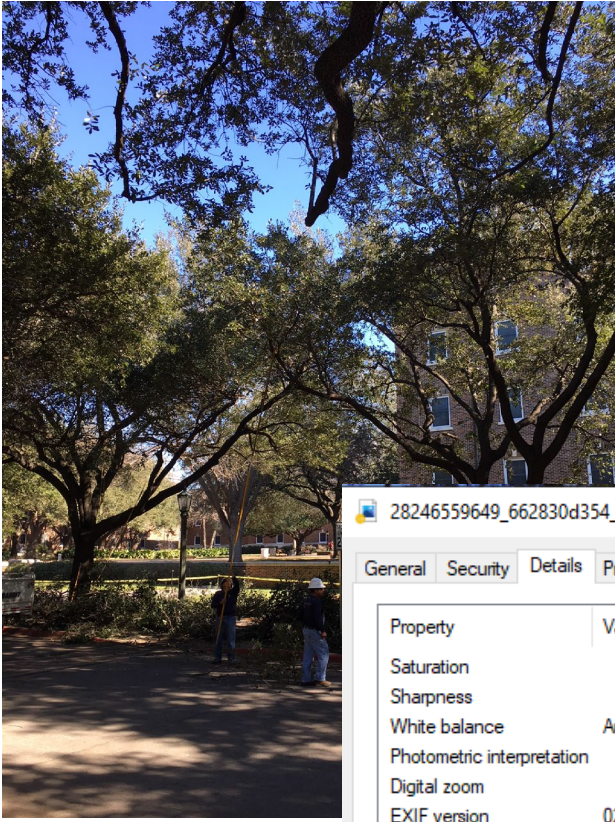 28246559649_662830d354_
General Security Details
Property
Saturation
Sharpness
White balance
Photometric interpretation
Digital zoom
EXIF version